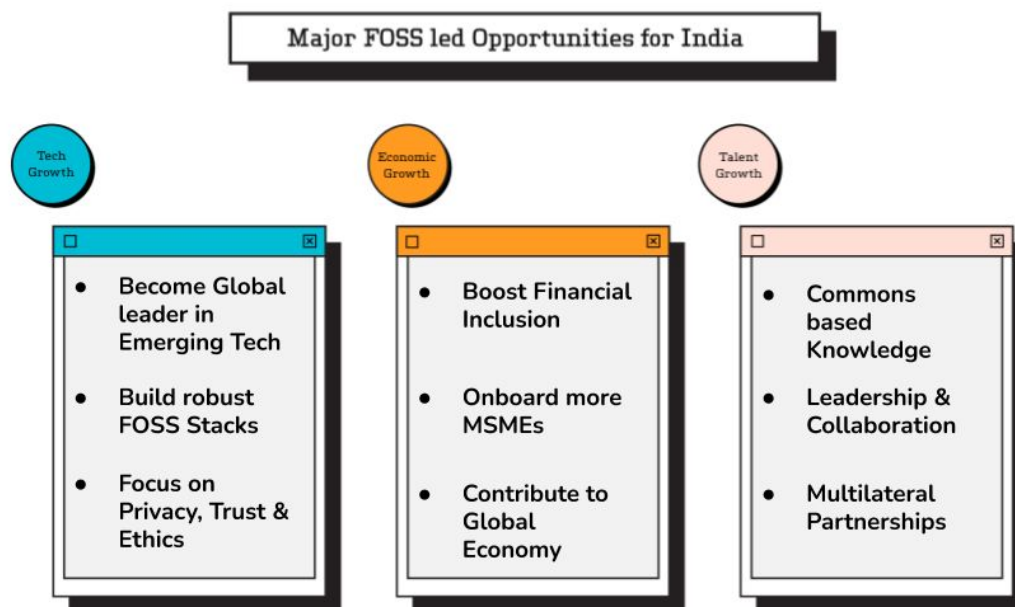 Major FOSS led Opportunities for India
Tech
Growth
● Become Global
leader in
Emerging Tech
● Build robust
FOSS Stacks
● Focus on
Privacy, Trust &
Ethics
Economic
Growth
● Boost Financial
Inclusion
● Onboard more
MSMEs
● Contribute to
Global
Economy
Talent
Growth
● Commons
based
Knowledge
● Leadership &
Collaboration
● Multilateral
Partnerships